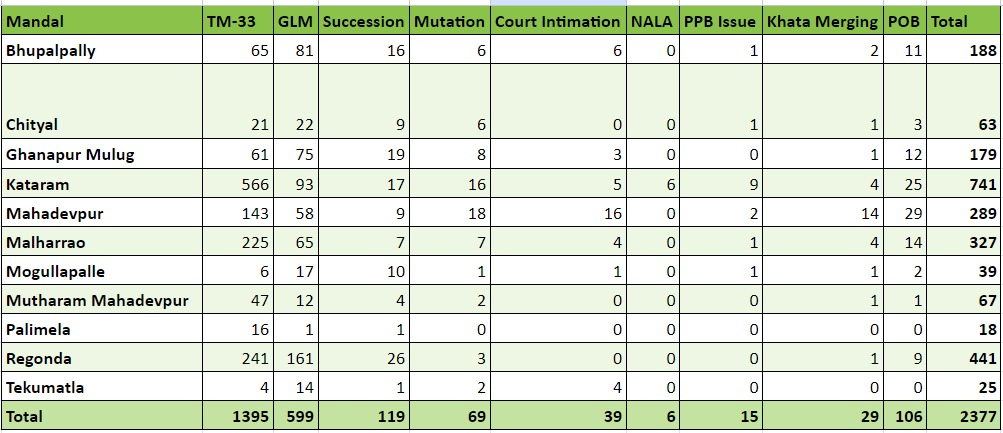 Mandal TM-33 GLM Succession Mutation Court Intimation NALA PPB Issue Khata Merging POB Total
Bhupalpally 65 81 16 6 6 0 1 2 11 188
Chityal 21 22 9 6 0 0 1 1 3 63
Ghanapur Mulug 61 75 19 8 3 0 0 1 12 179
Kataram 566 93 17 16 5 6 9 4 25 741
Mahadevpur 143 58 9 18 16 0 2 14 29 289
Malharrao 225 65 7 7 4 0 1 4 14 327
Mogullapalle 6 17 10 1 1 0 1 1 2 39
Mutharam Mahadevpur 47 12 4 2 0 0 0 1 1 67
Palimela 16 1 1 0 0 0 0 0 0 18
Regonda 241 161 26 3 0 0 0 1 9 441
Tekumatla 4 14 1 2 4 0 0 0 0 25
Total 1395 599 119 69 39 6 15 29 106 2377